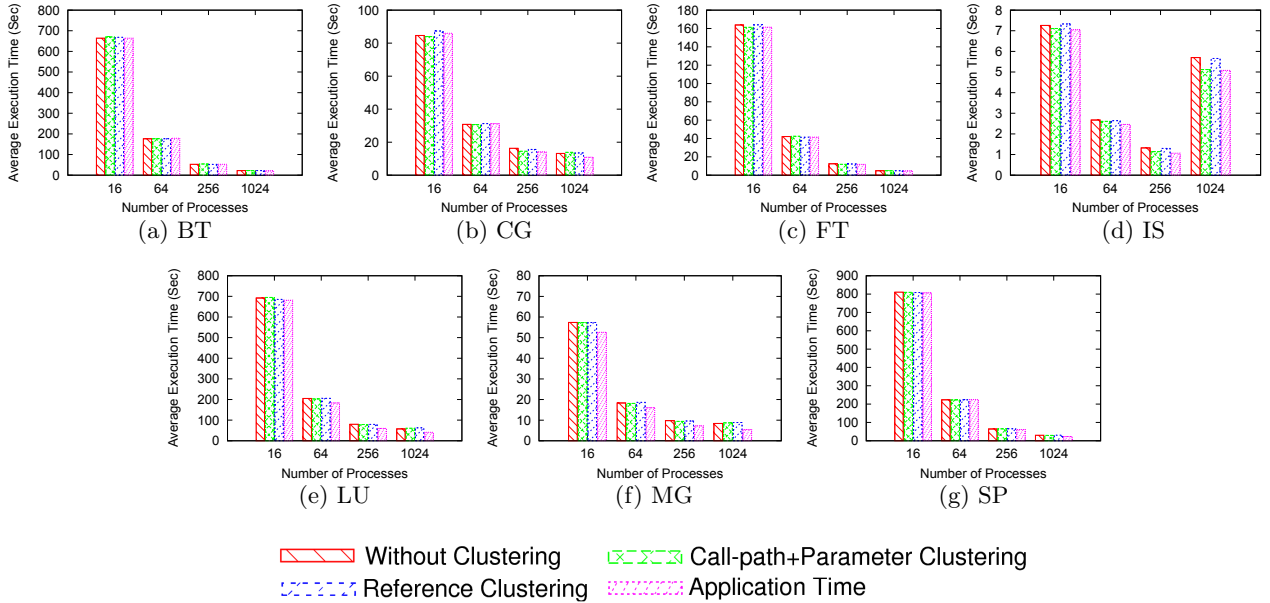 Average Execution Time (Sec)
800
700
600
500
400
300
200
100
0
16 64 256 1024
Number of Processes
(a) BT
Average Execution Time (Sec)
100
80
60
40
20
0
16 64 256 1024
Number of Processes
(b) CG
Average Execution Time (Sec)
180
160
140
120
100
80
60
40
20
0
16 64 256 1024
Number of Processes
(c) FT
Average Execution Time (Sec)
8
7
6
5
4
3
2
1
0
16 64 256 1024
Number of Processes
(d) IS
Average Execution Time (Sec)
800
700
600
500
400
300
200
100
0
16 64 256 1024
Number of Processes
(e) LU
Average Execution Time (Sec)
80
70
60
50
40
30
20
10
0
16 64 256 1024
Number of Processes
(f) MG
Average Execution Time (Sec)
900
800
700
600
500
400
300
200
100
0
16 64 256 1024
Number of Processes
(g) SP
Without Clustering
Call-path+Parameter Clustering
Reference Clustering
Application Time